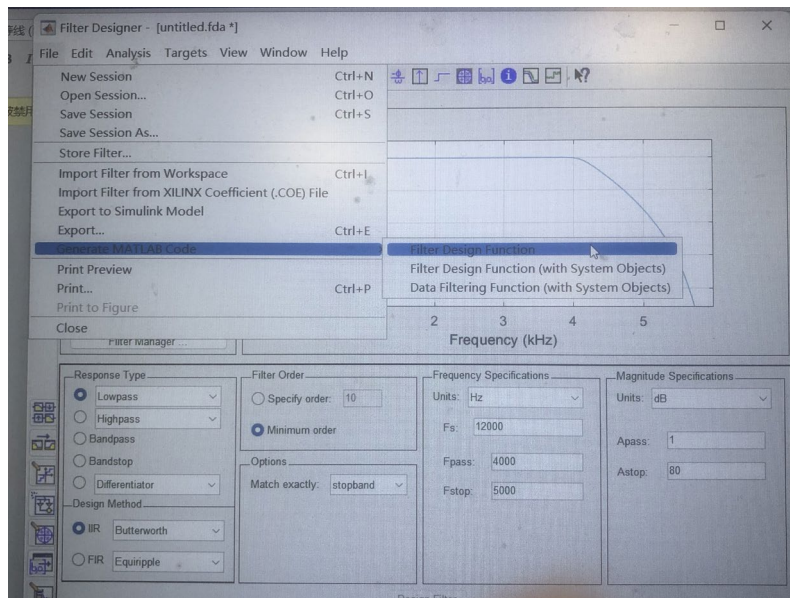 Filter Designer - [untitled.fda *]
File Edit Analysis Targets View Window Help
New Session Ctrl+N
Open Session... Ctrl+O
Save Session Ctrl+S
Save Session As...
Store Filter...
Import Filter from Workspace Ctrl+I
Import Filter from XILINX Coefficient (.COE) File
Export to Simulink Model
Export... Ctrl+E
Generate MATLAB Code
Filter Design Function
Filter Design Function (with System Objects)
Data Filtering Function (with System Objects)
Print Preview
Print... Ctrl+P
Print to Figure
Close
2 3 4 5
Frequency (kHz)
Filter Manager ...
Response Type
Lowpass
Highpass
Bandpass
Bandstop
Differentiator
Design Method
IIR Butterworth
FIR Equiripple
Filter Order
Specify order: 10
Minimum order
Options
Match exactly: stopband
Frequency Specifications
Units: Hz
Fs: 12000
Fpass: 4000
Fstop: 5000
Magnitude Specifications
Units: dB
Apass: 1
Astop: 80
Design Filter